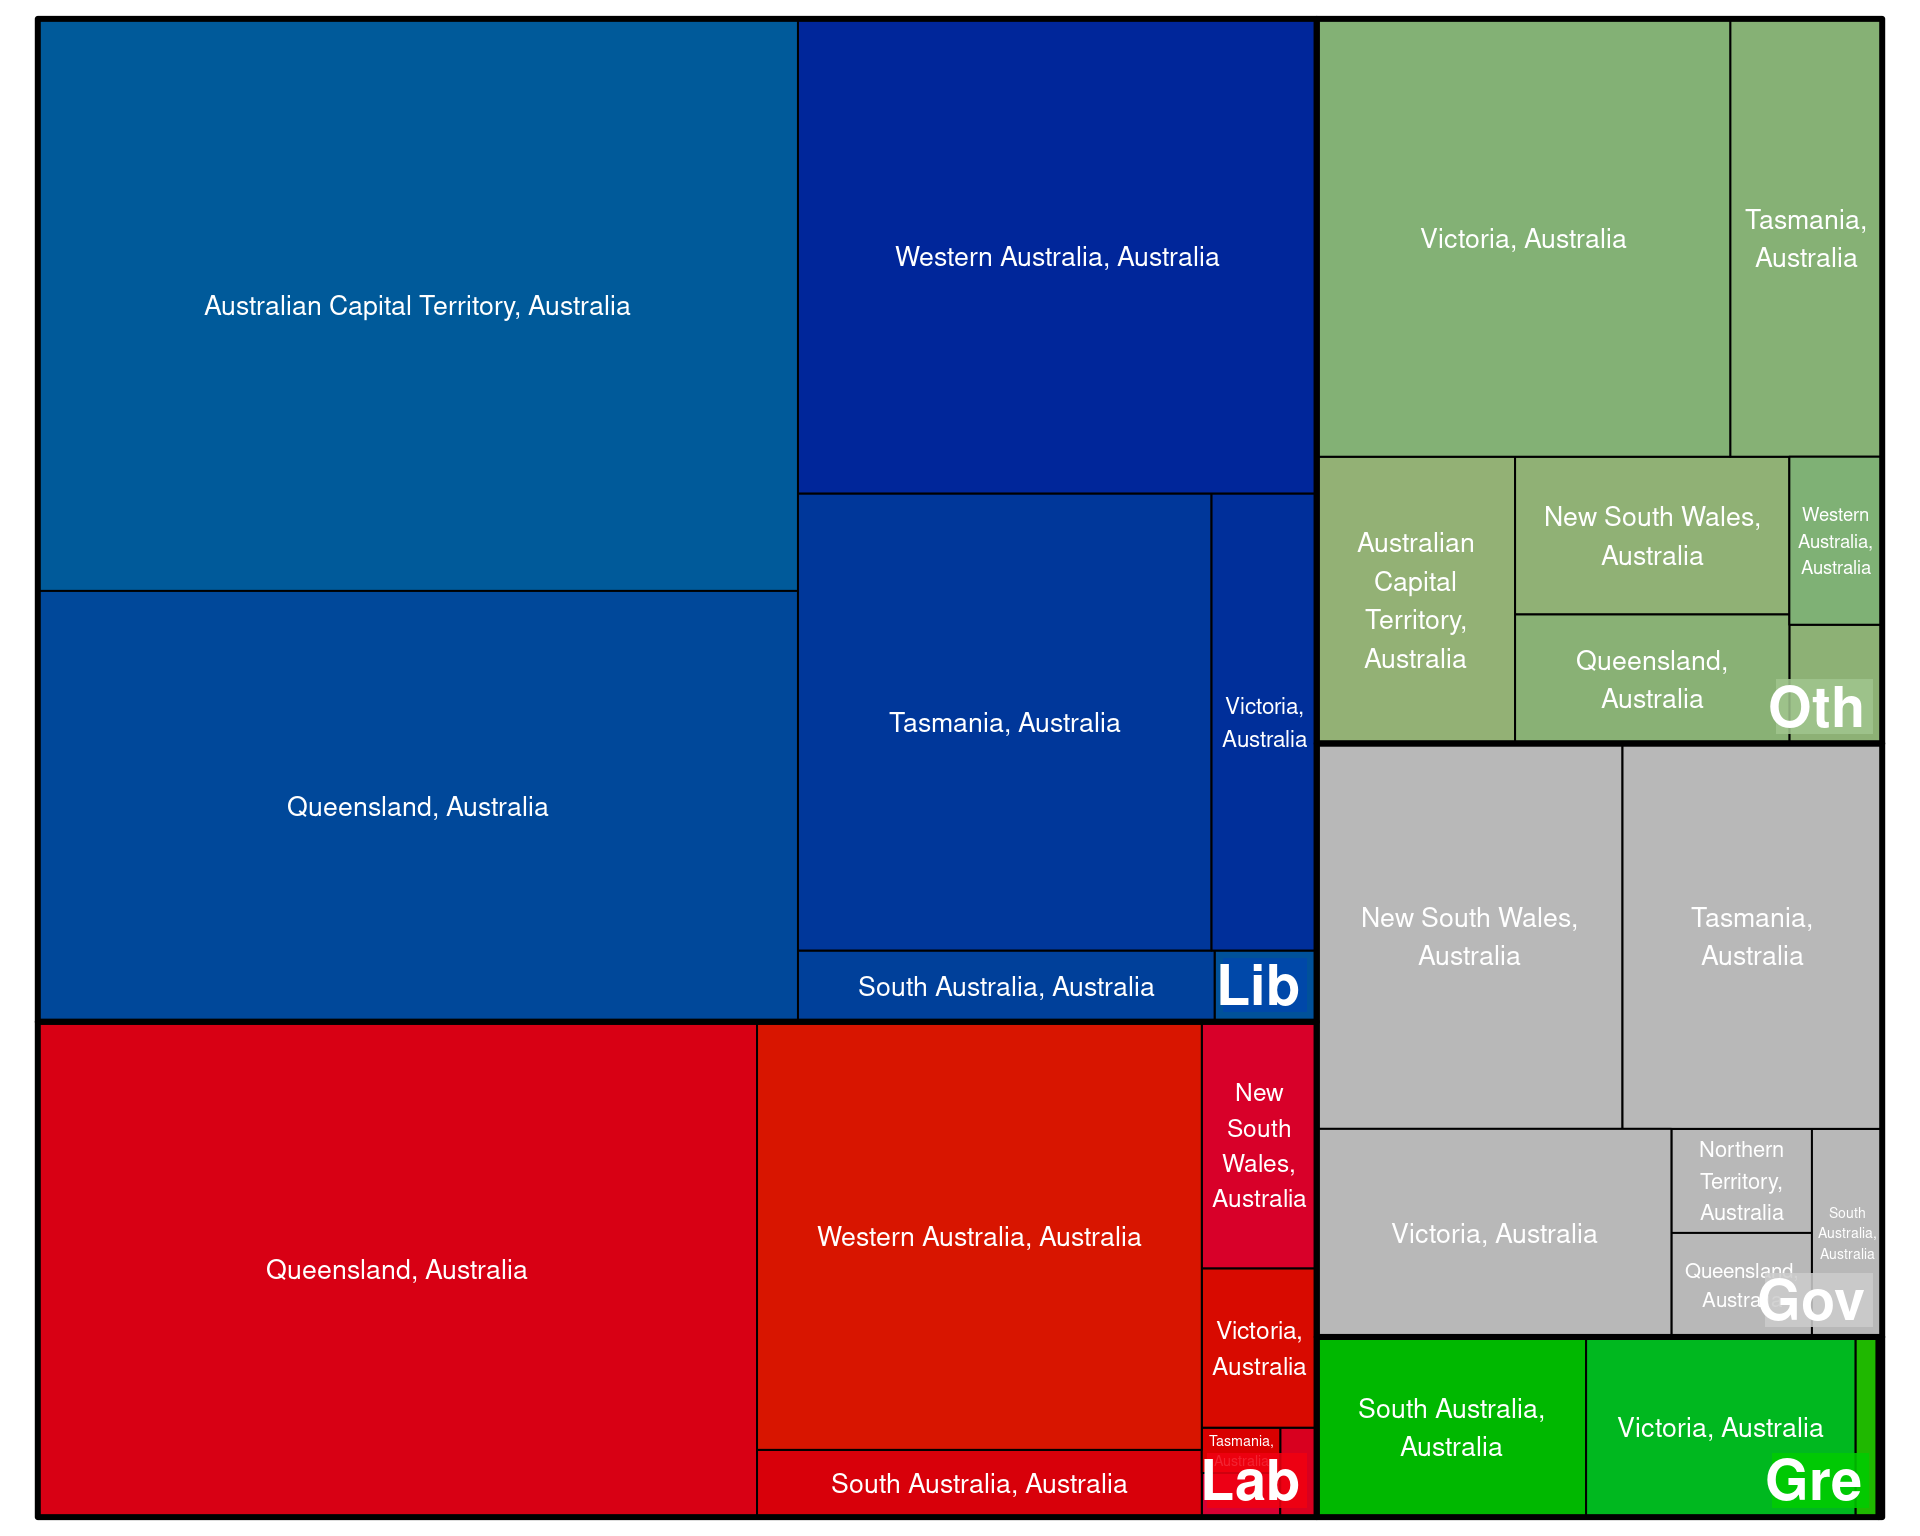 Australian Capital Territory, Australia
Queensland, Australia
Western Australia, Australia
Tasmania, Australia
Victoria,
Australia
South Australia, Australia
Lib
Queensland, Australia
Western Australia, Australia
South Australia, Australia
New
South
Wales,
Australia
Victoria,
Australia
Tasmania,
Australia
Lab
Victoria, Australia
Tasmania,
Australia
Australian
Capital
Territory,
Australia
New South Wales,
Australia
Queensland,
Australia
Western
Australia,
Australia
Oth
New South Wales,
Australia
Tasmania,
Australia
Victoria, Australia
Northern
Territory,
Australia
Queensland,
Australia
South
Australia,
Australia
Gov
South Australia,
Australia
Victoria, Australia
Gre